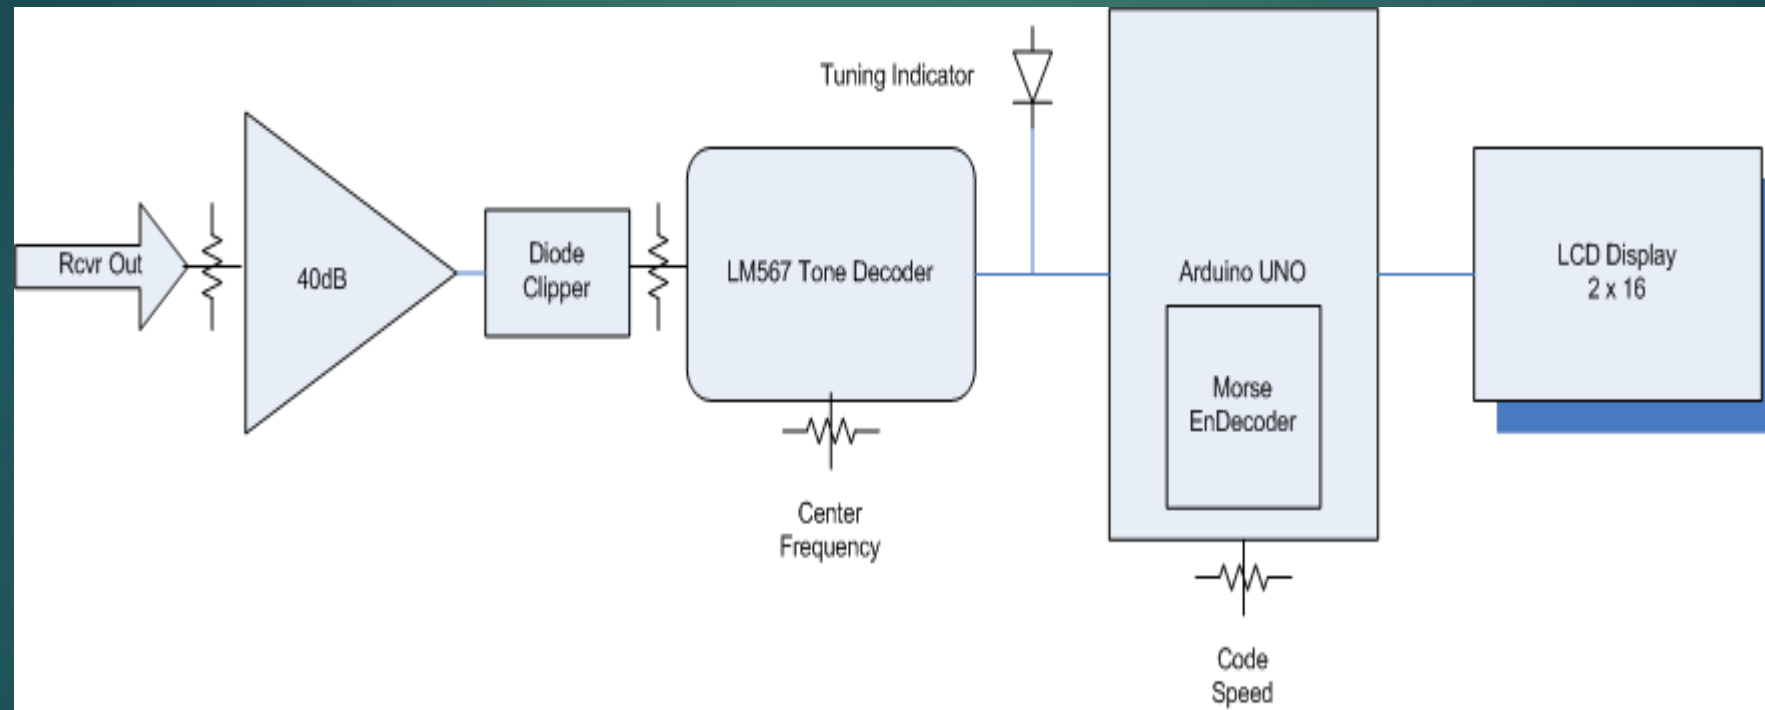 Tuning Indicator
Rcvr Out
40dB
Diode
Clipper
LM567 Tone Decoder
Arduino UNO
LCD Display
2 x 16
Morse
EnDecoder
Center
Frequency
Code
Speed